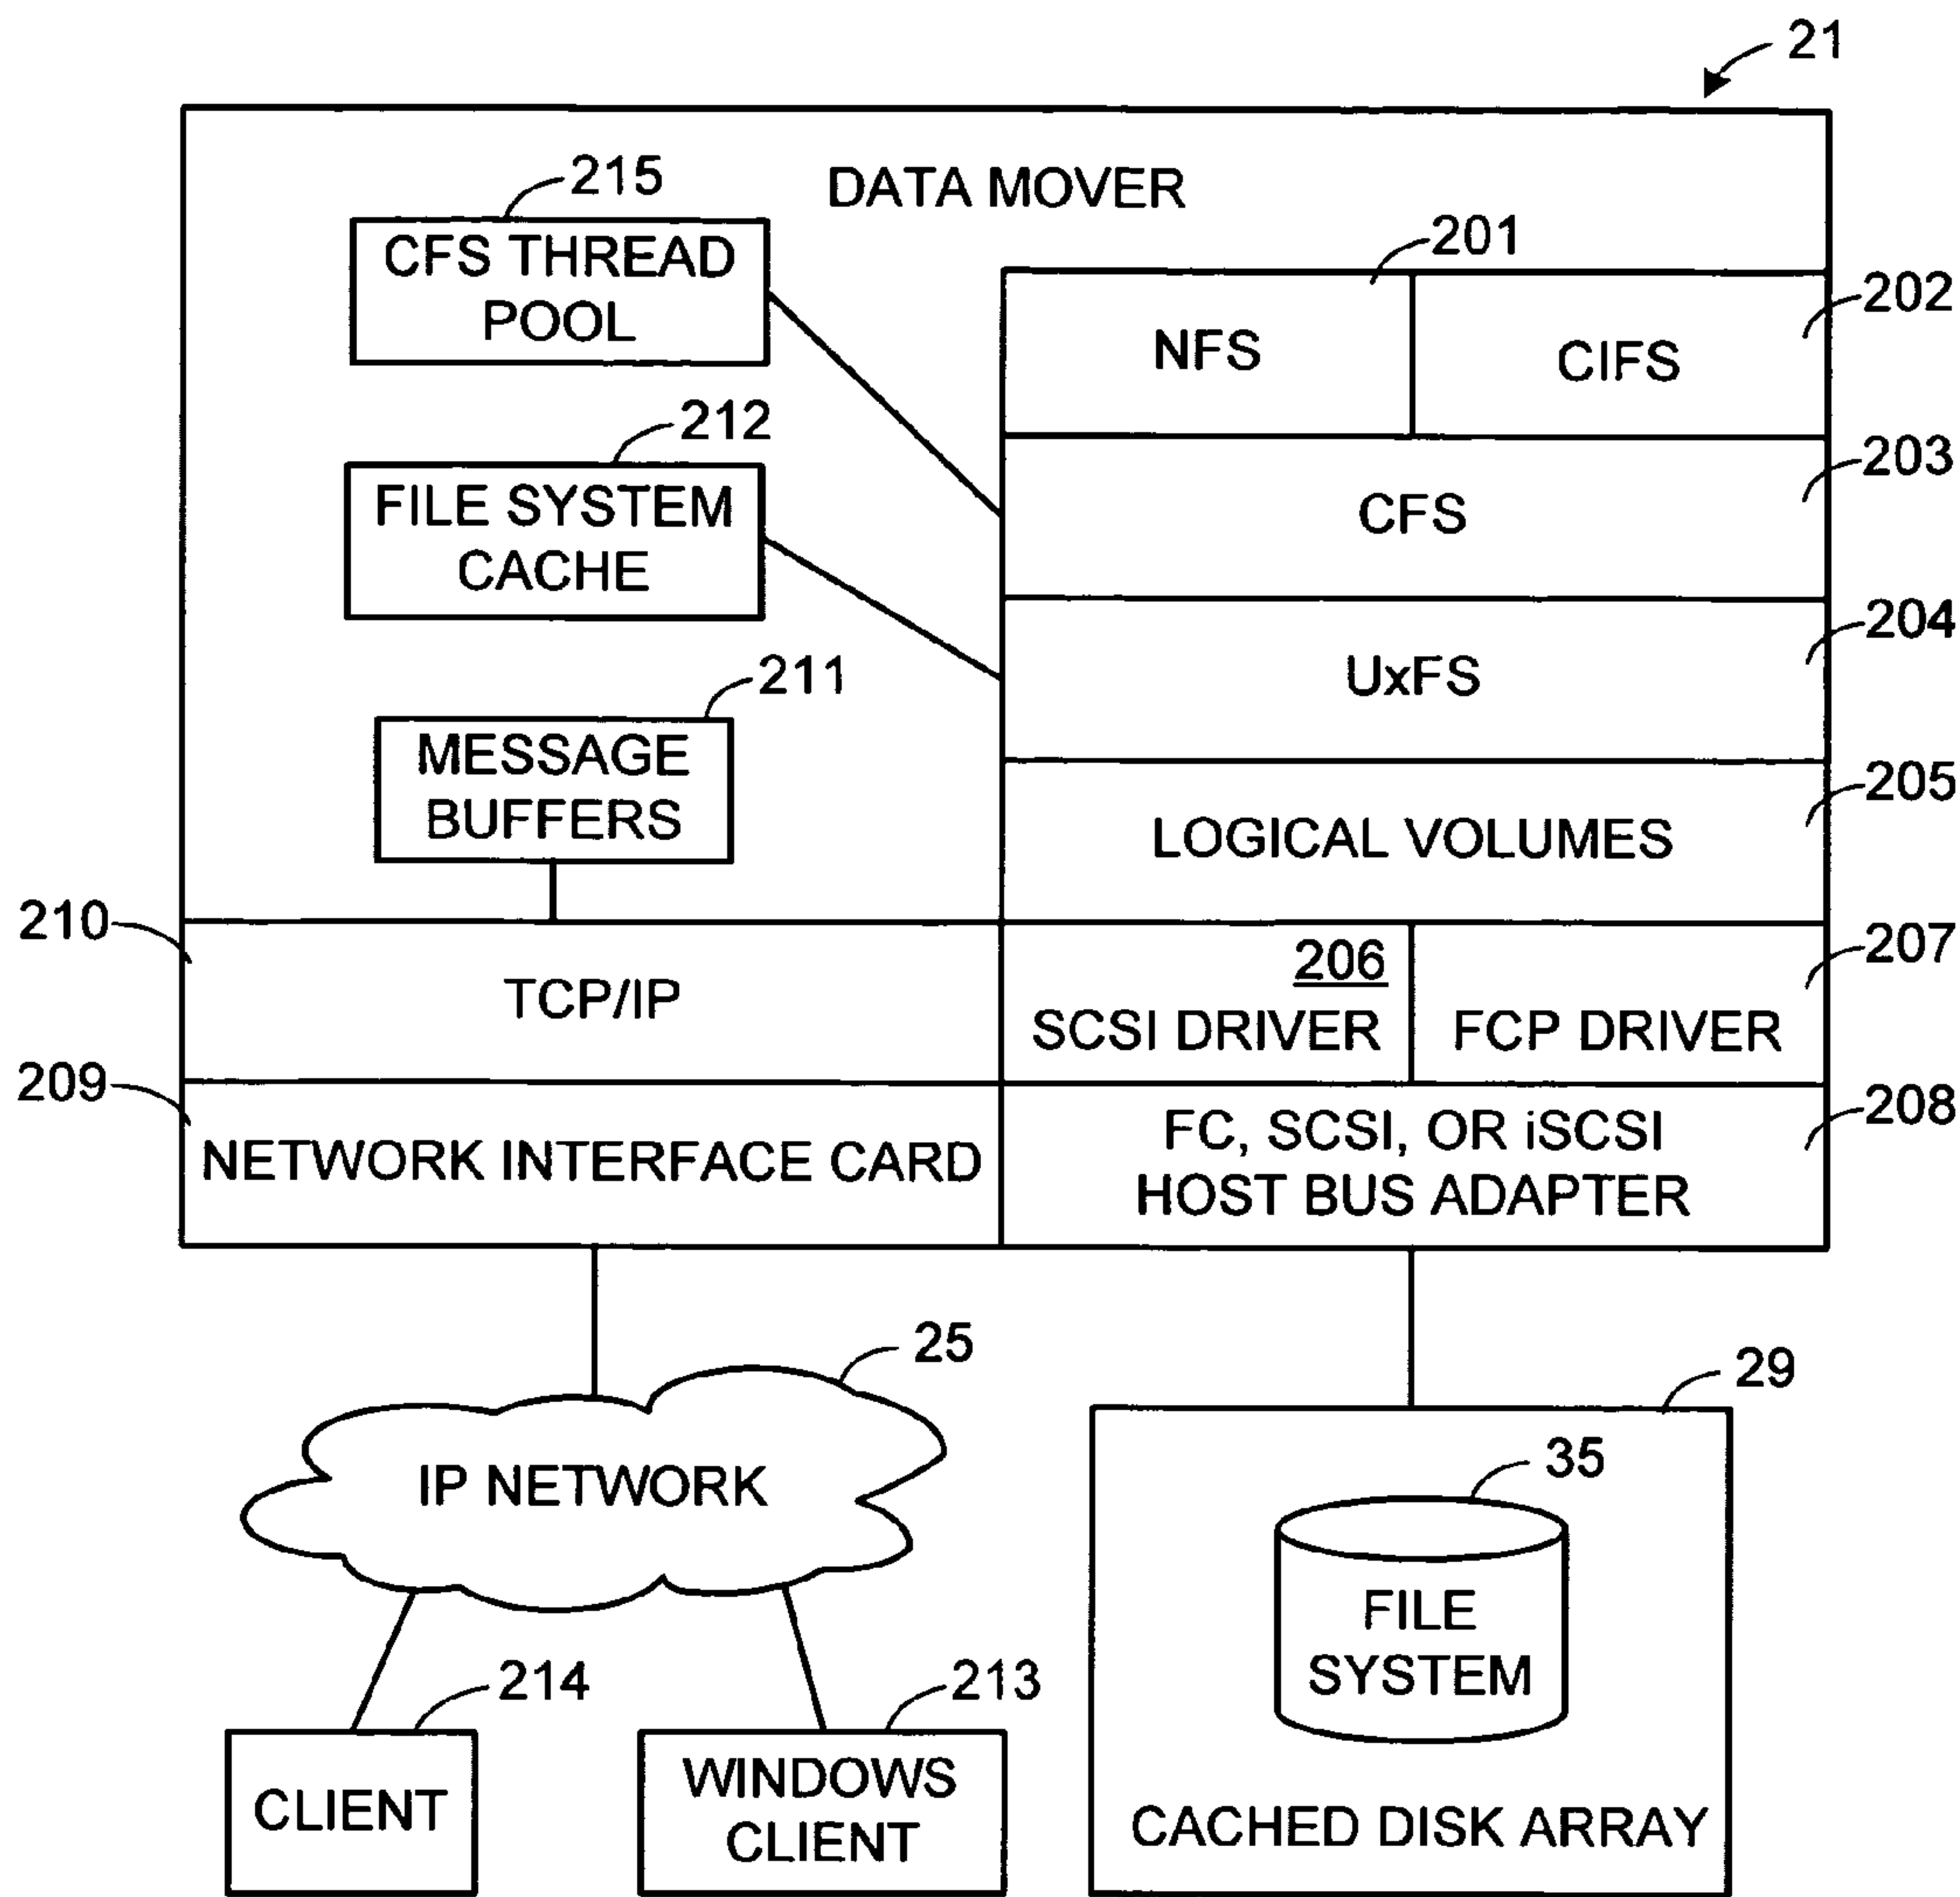 21
DATA MOVER
215
CFS THREAD
POOL
201
202
NFS
CIFS
212
203
FILE SYSTEM
CACHE
CFS
204
UxFS
211
MESSAGE
BUFFERS
205
LOGICAL VOLUMES
210
TCP/IP
206
SCSI DRIVER
207
FCP DRIVER
209
NETWORK INTERFACE CARD
208
FC, SCSI, OR iSCSI
HOST BUS ADAPTER
25
IP NETWORK
29
35
FILE
SYSTEM
CACHED DISK ARRAY
214
CLIENT
213
WINDOWS
CLIENT